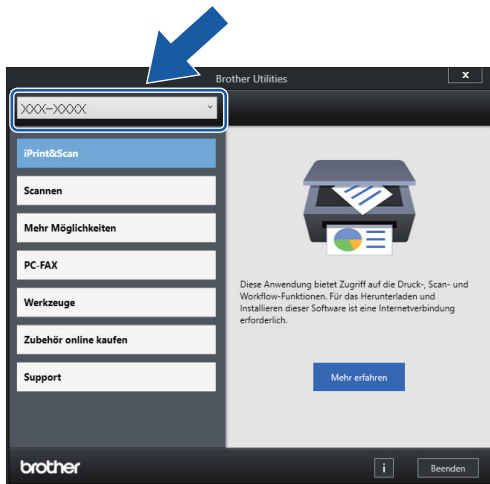 Brother Utilities
x
XXX-XXXX
iPrint&Scan
Scannen
Mehr Möglichkeiten
PC-FAX
Werkzeuge
Zubehör online kaufen
Support
Diese Anwendung bietet Zugriff auf die Druck-, Scan- und
Workflow-Funktionen. Für das Herunterladen und
Installieren dieser Software ist eine Internetverbindung
erforderlich.
Mehr erfahren
brother
i
Beenden